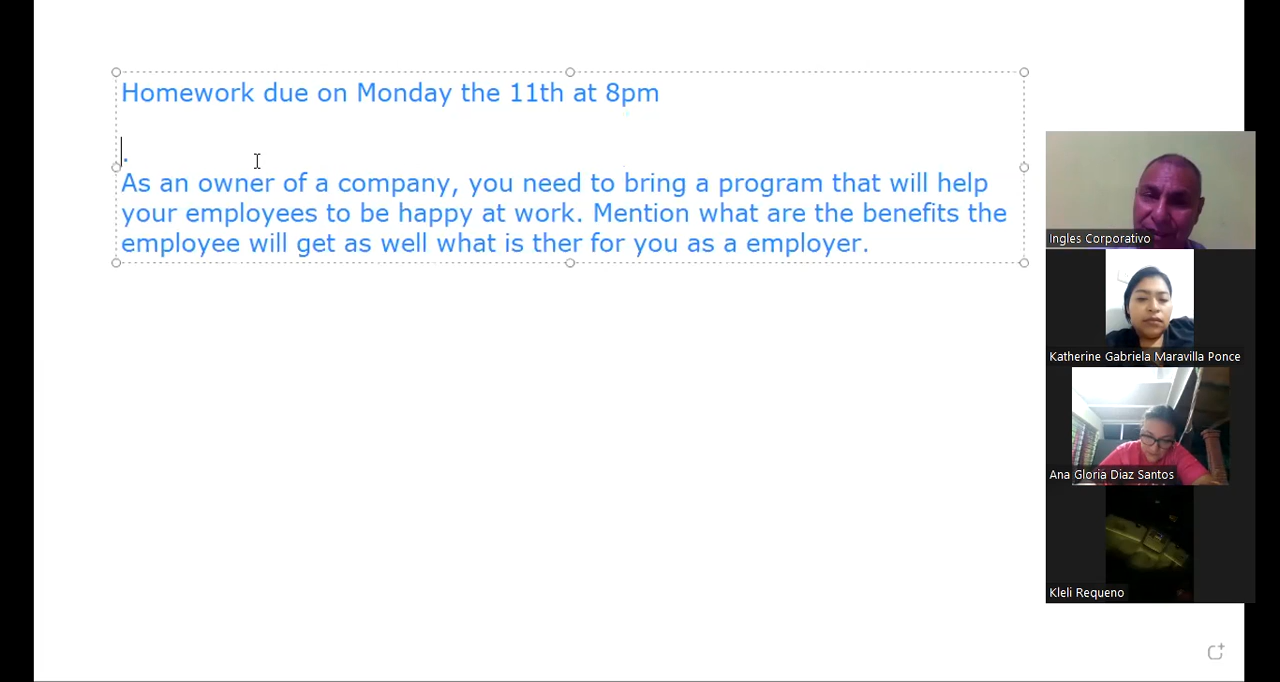 Homework due on Monday the 11th at 8pm
.
As an owner of a company, you need to bring a program that will help
your employees to be happy at work. Mention what are the benefits the
employee will get as well what is ther for you as a employer.
Ingles Corporativo
Katherine Gabriela Maravilla Ponce
Ana Gloria Diaz Santos
Kleli Requeno